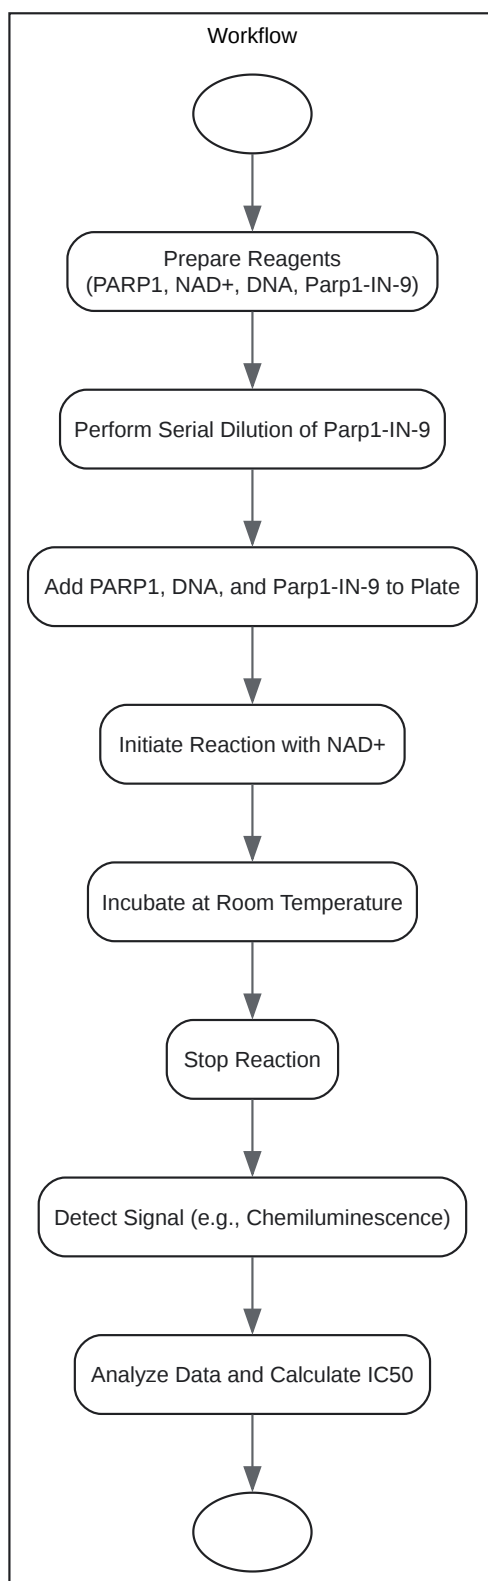 Workflow
Prepare Reagents
(PARP1, NAD+, DNA, Parp1-IN-9)
Perform Serial Dilution of Parp1-IN-9
Add PARP1, DNA, and Parp1-IN-9 to Plate
Initiate Reaction with NAD+
Incubate at Room Temperature
Stop Reaction
Detect Signal (e.g., Chemiluminescence)
Analyze Data and Calculate IC50